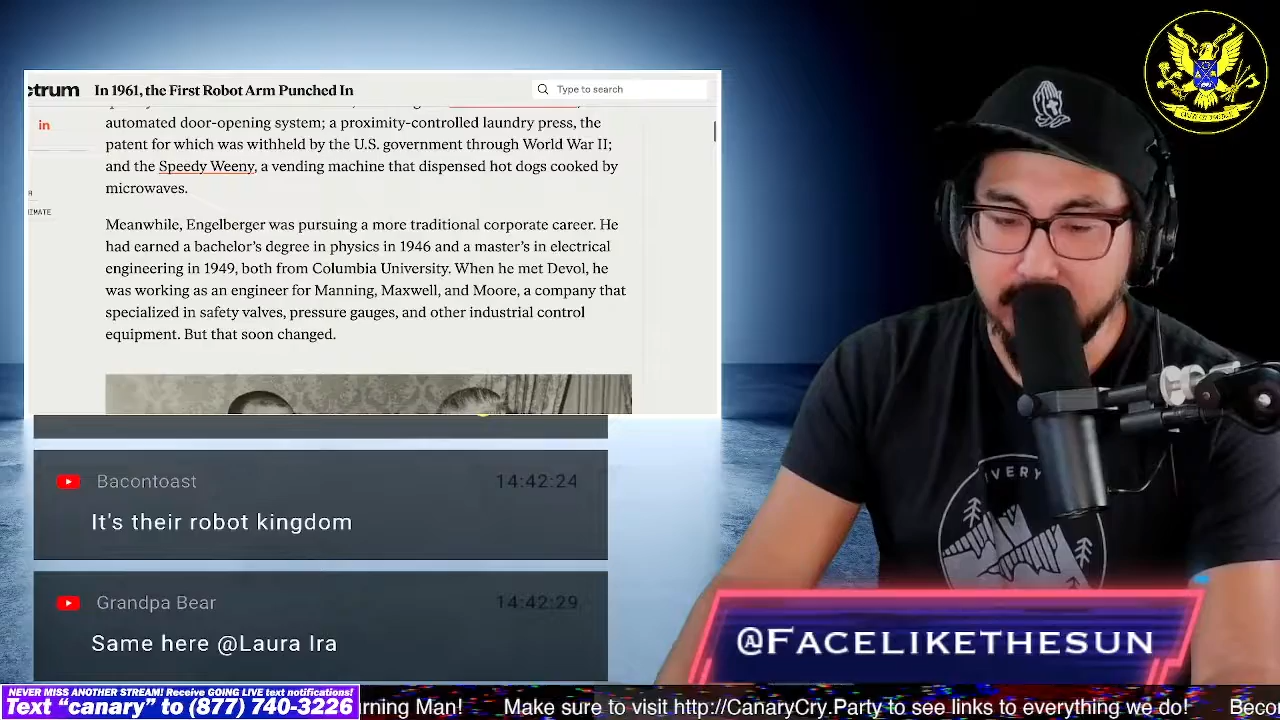 ctrum In 1961, the First Robot Arm Punched In Type to search
in
automated door-opening system; a proximity-controlled laundry press, the
patent for which was withheld by the U.S. government through World War II;
and the Speedy Weeny, a vending machine that dispensed hot dogs cooked by
microwaves.
IMATE
Meanwhile, Engelberger was pursuing a more traditional corporate career. He
had earned a bachelor's degree in physics in 1946 and a master's in electrical
engineering in 1949, both from Columbia University. When he met Devol, he
was working as an engineer for Manning, Maxwell, and Moore, a company that
specialized in safety valves, pressure gauges, and other industrial control
equipment. But that soon changed.
Bacontoast 14:42:24
It's their robot kingdom
Grandpa Bear 14:42:29
Same here @Laura Ira
VERY
@FACELIKETHESUN
NEVER MISS ANOTHER STREAM! Receive GOING LIVE text notifications!
Text "canary" to (877) 740-3226
rning Man! Make sure to visit http://CanaryCry.Party to see links to everything we do! Beco